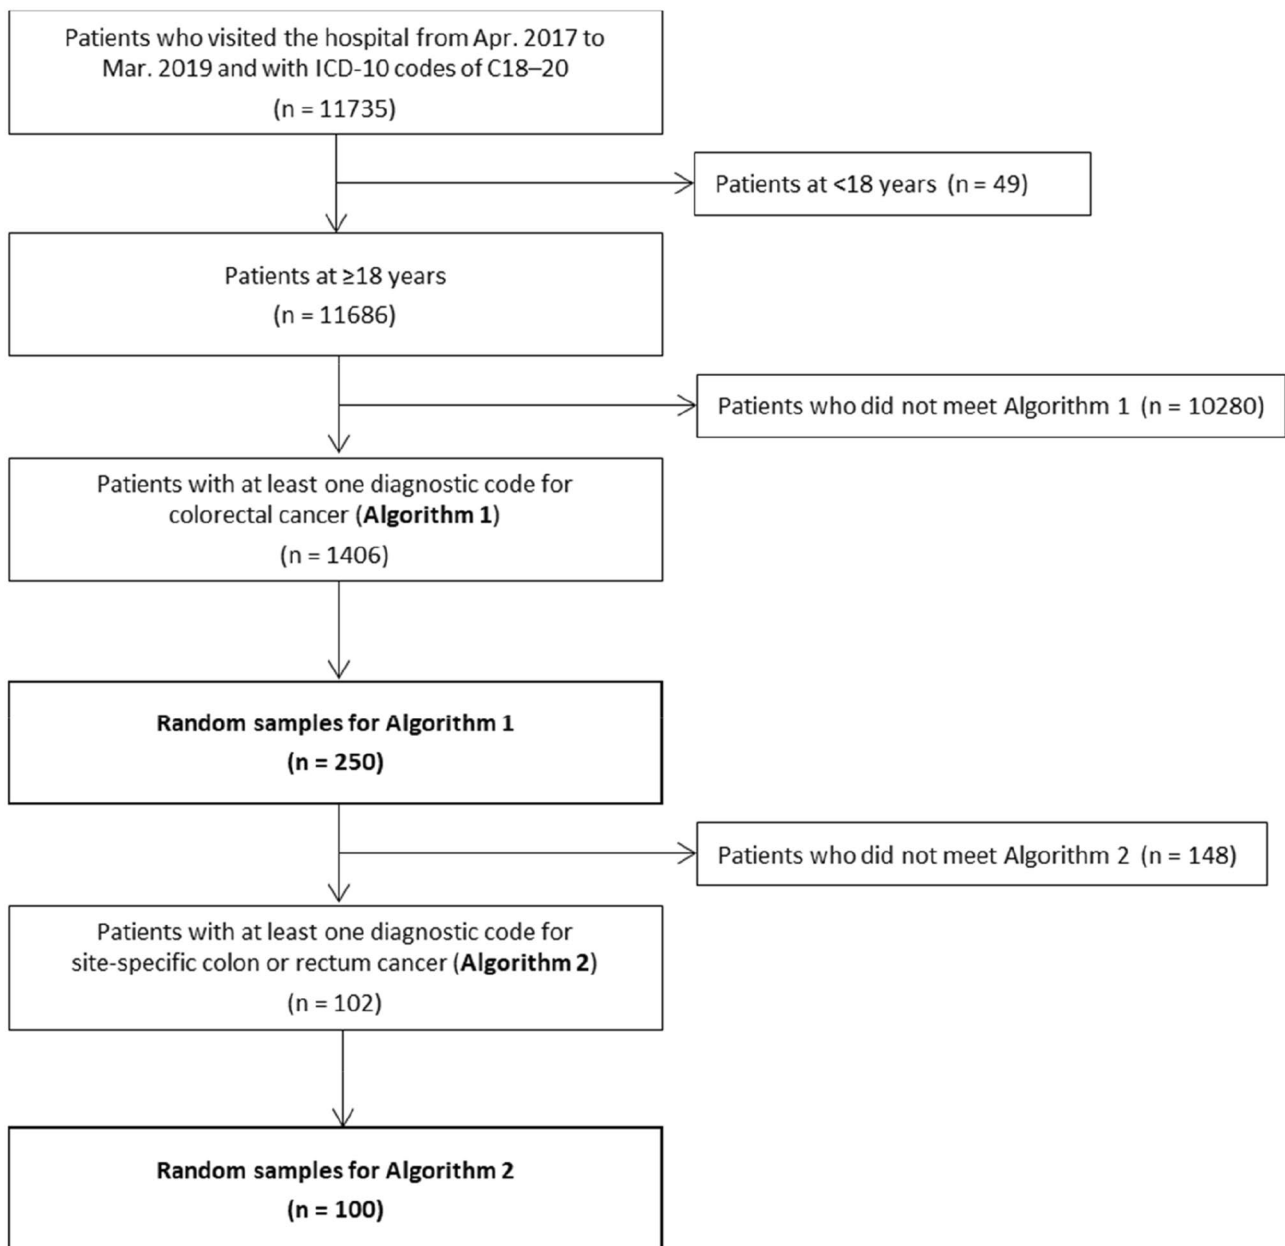 Patients who visited the hospital from Apr. 2017 to
Mar. 2019 and with ICD-10 codes of C18–20
(n = 11735)
Patients at <18 years (n = 49)
Patients at ≥18 years
(n = 11686)
Patients who did not meet Algorithm 1 (n = 10280)
Patients with at least one diagnostic code for
colorectal cancer (Algorithm 1)
(n = 1406)
Random samples for Algorithm 1
(n = 250)
Patients who did not meet Algorithm 2 (n = 148)
Patients with at least one diagnostic code for
site-specific colon or rectum cancer (Algorithm 2)
(n = 102)
Random samples for Algorithm 2
(n = 100)